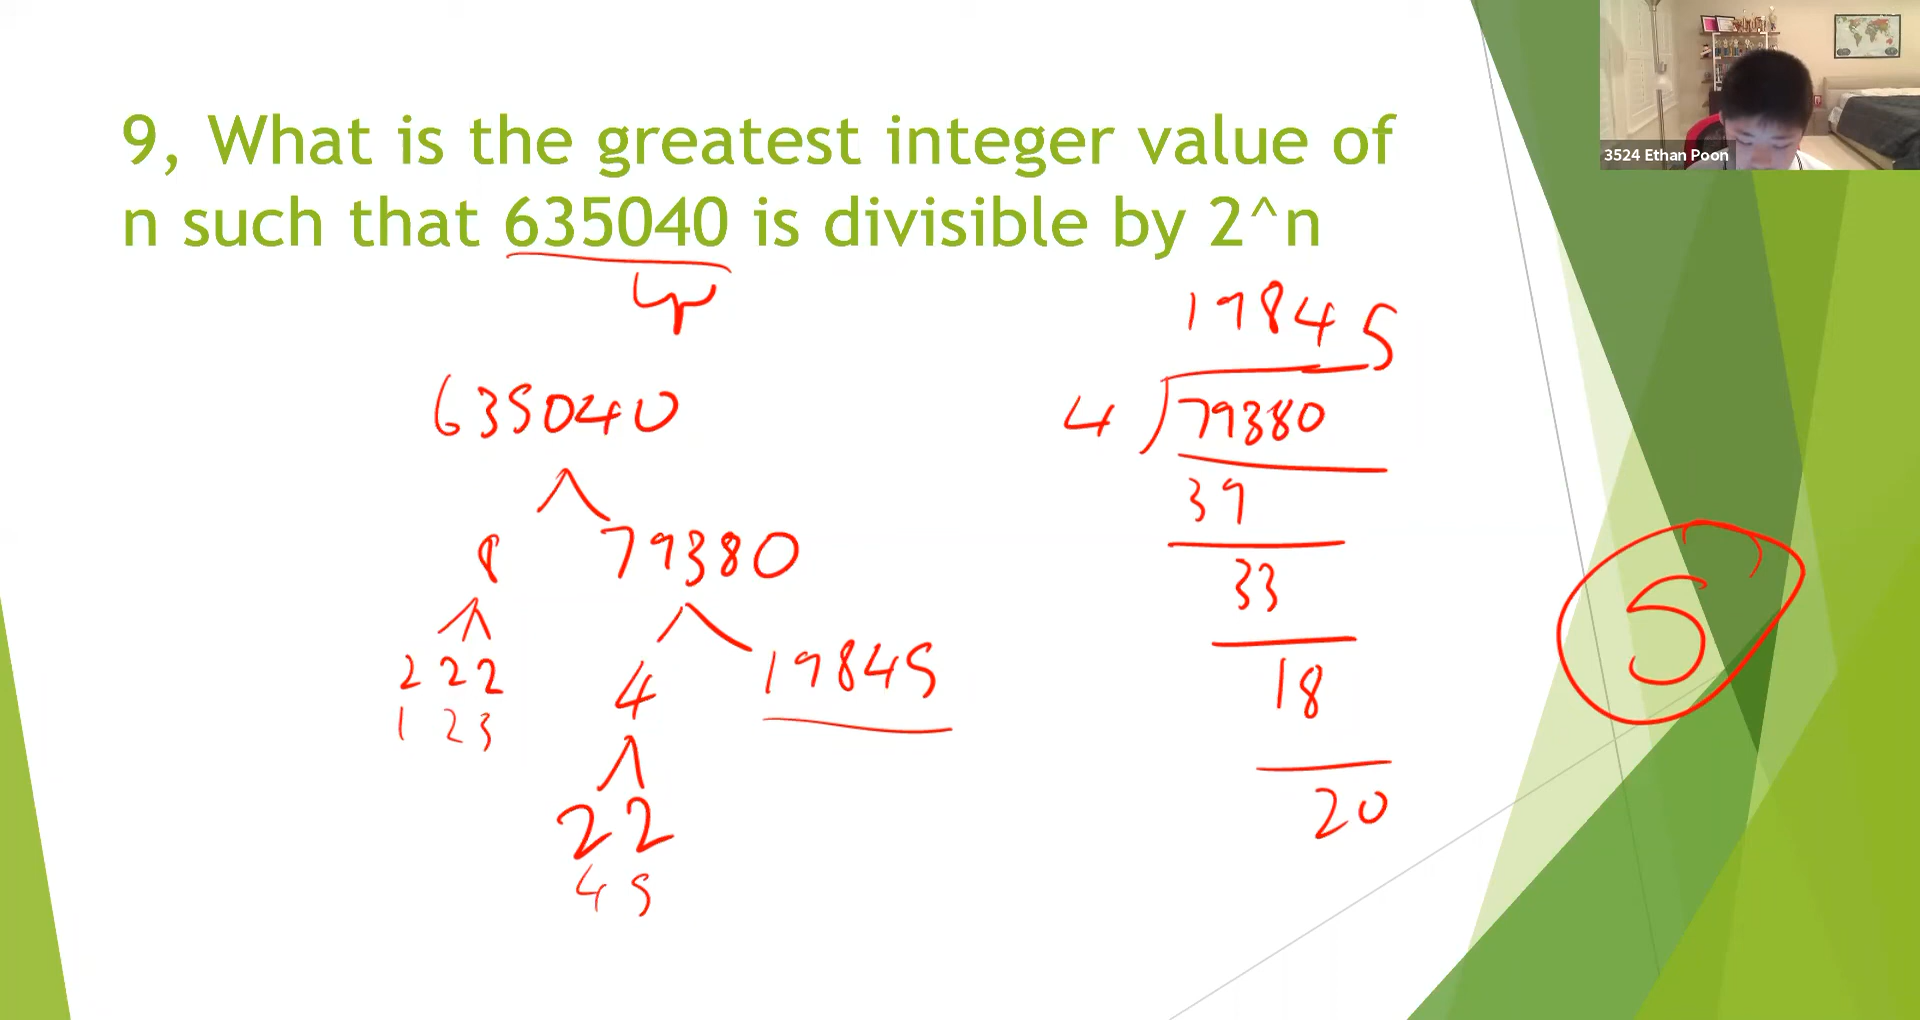 9, What is the greatest integer value of
n such that 635040 is divisible by 2^n
3524 Ethan Poon
635040
8 79380
2 2 2
1 2 3
4 19845
2 2
4 5
19845
4 79380
39
33
18
20
5